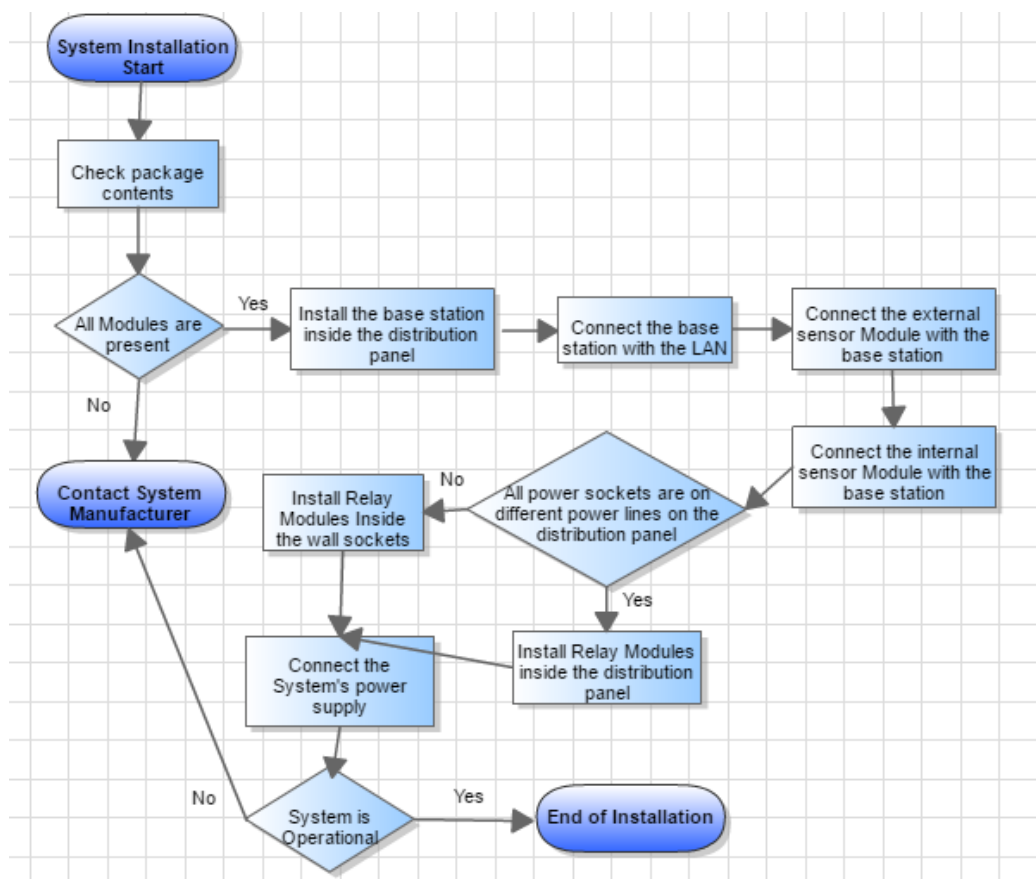 System Installation
Start
Check package
contents
All Modules are
present
Yes
Install the base station
inside the distribution
panel
Connect the base
station with the LAN
Connect the external
sensor Module with the
base station
No
Contact System
Manufacturer
Connect the internal
sensor Module with the
base station
All power sockets are on
different power lines on the
distribution panel
No
Install Relay
Modules Inside
the wall sockets
Yes
Install Relay Modules
inside the distribution
panel
Connect the
System's power
supply
System is
Operational
No
Yes
End of Installation